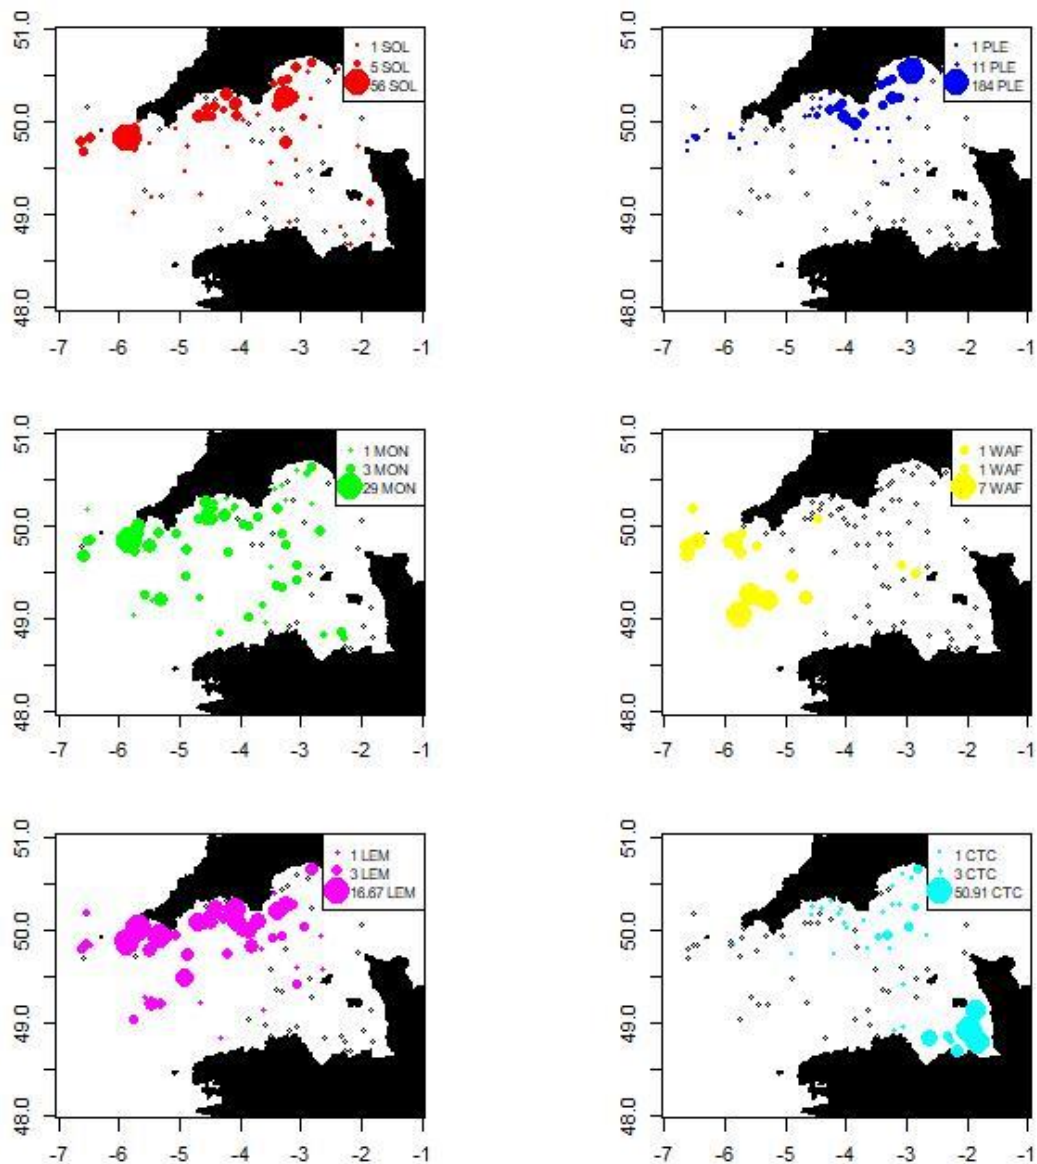 51.0
50.0
49.0
48.0
1 SOL
5 SOL
56 SOL
-7 -6 -5 -4 -3 -2 -1
51.0
50.0
49.0
48.0
1 PLE
11 PLE
184 PLE
-7 -6 -5 -4 -3 -2 -1
51.0
50.0
49.0
48.0
1 MON
3 MON
29 MON
-7 -6 -5 -4 -3 -2 -1
51.0
50.0
49.0
48.0
1 WAF
1 WAF
7 WAF
-7 -6 -5 -4 -3 -2 -1
51.0
50.0
49.0
48.0
1 LEM
3 LEM
16.67 LEM
-7 -6 -5 -4 -3 -2 -1
51.0
50.0
49.0
48.0
1 CTC
3 CTC
50.91 CTC
-7 -6 -5 -4 -3 -2 -1